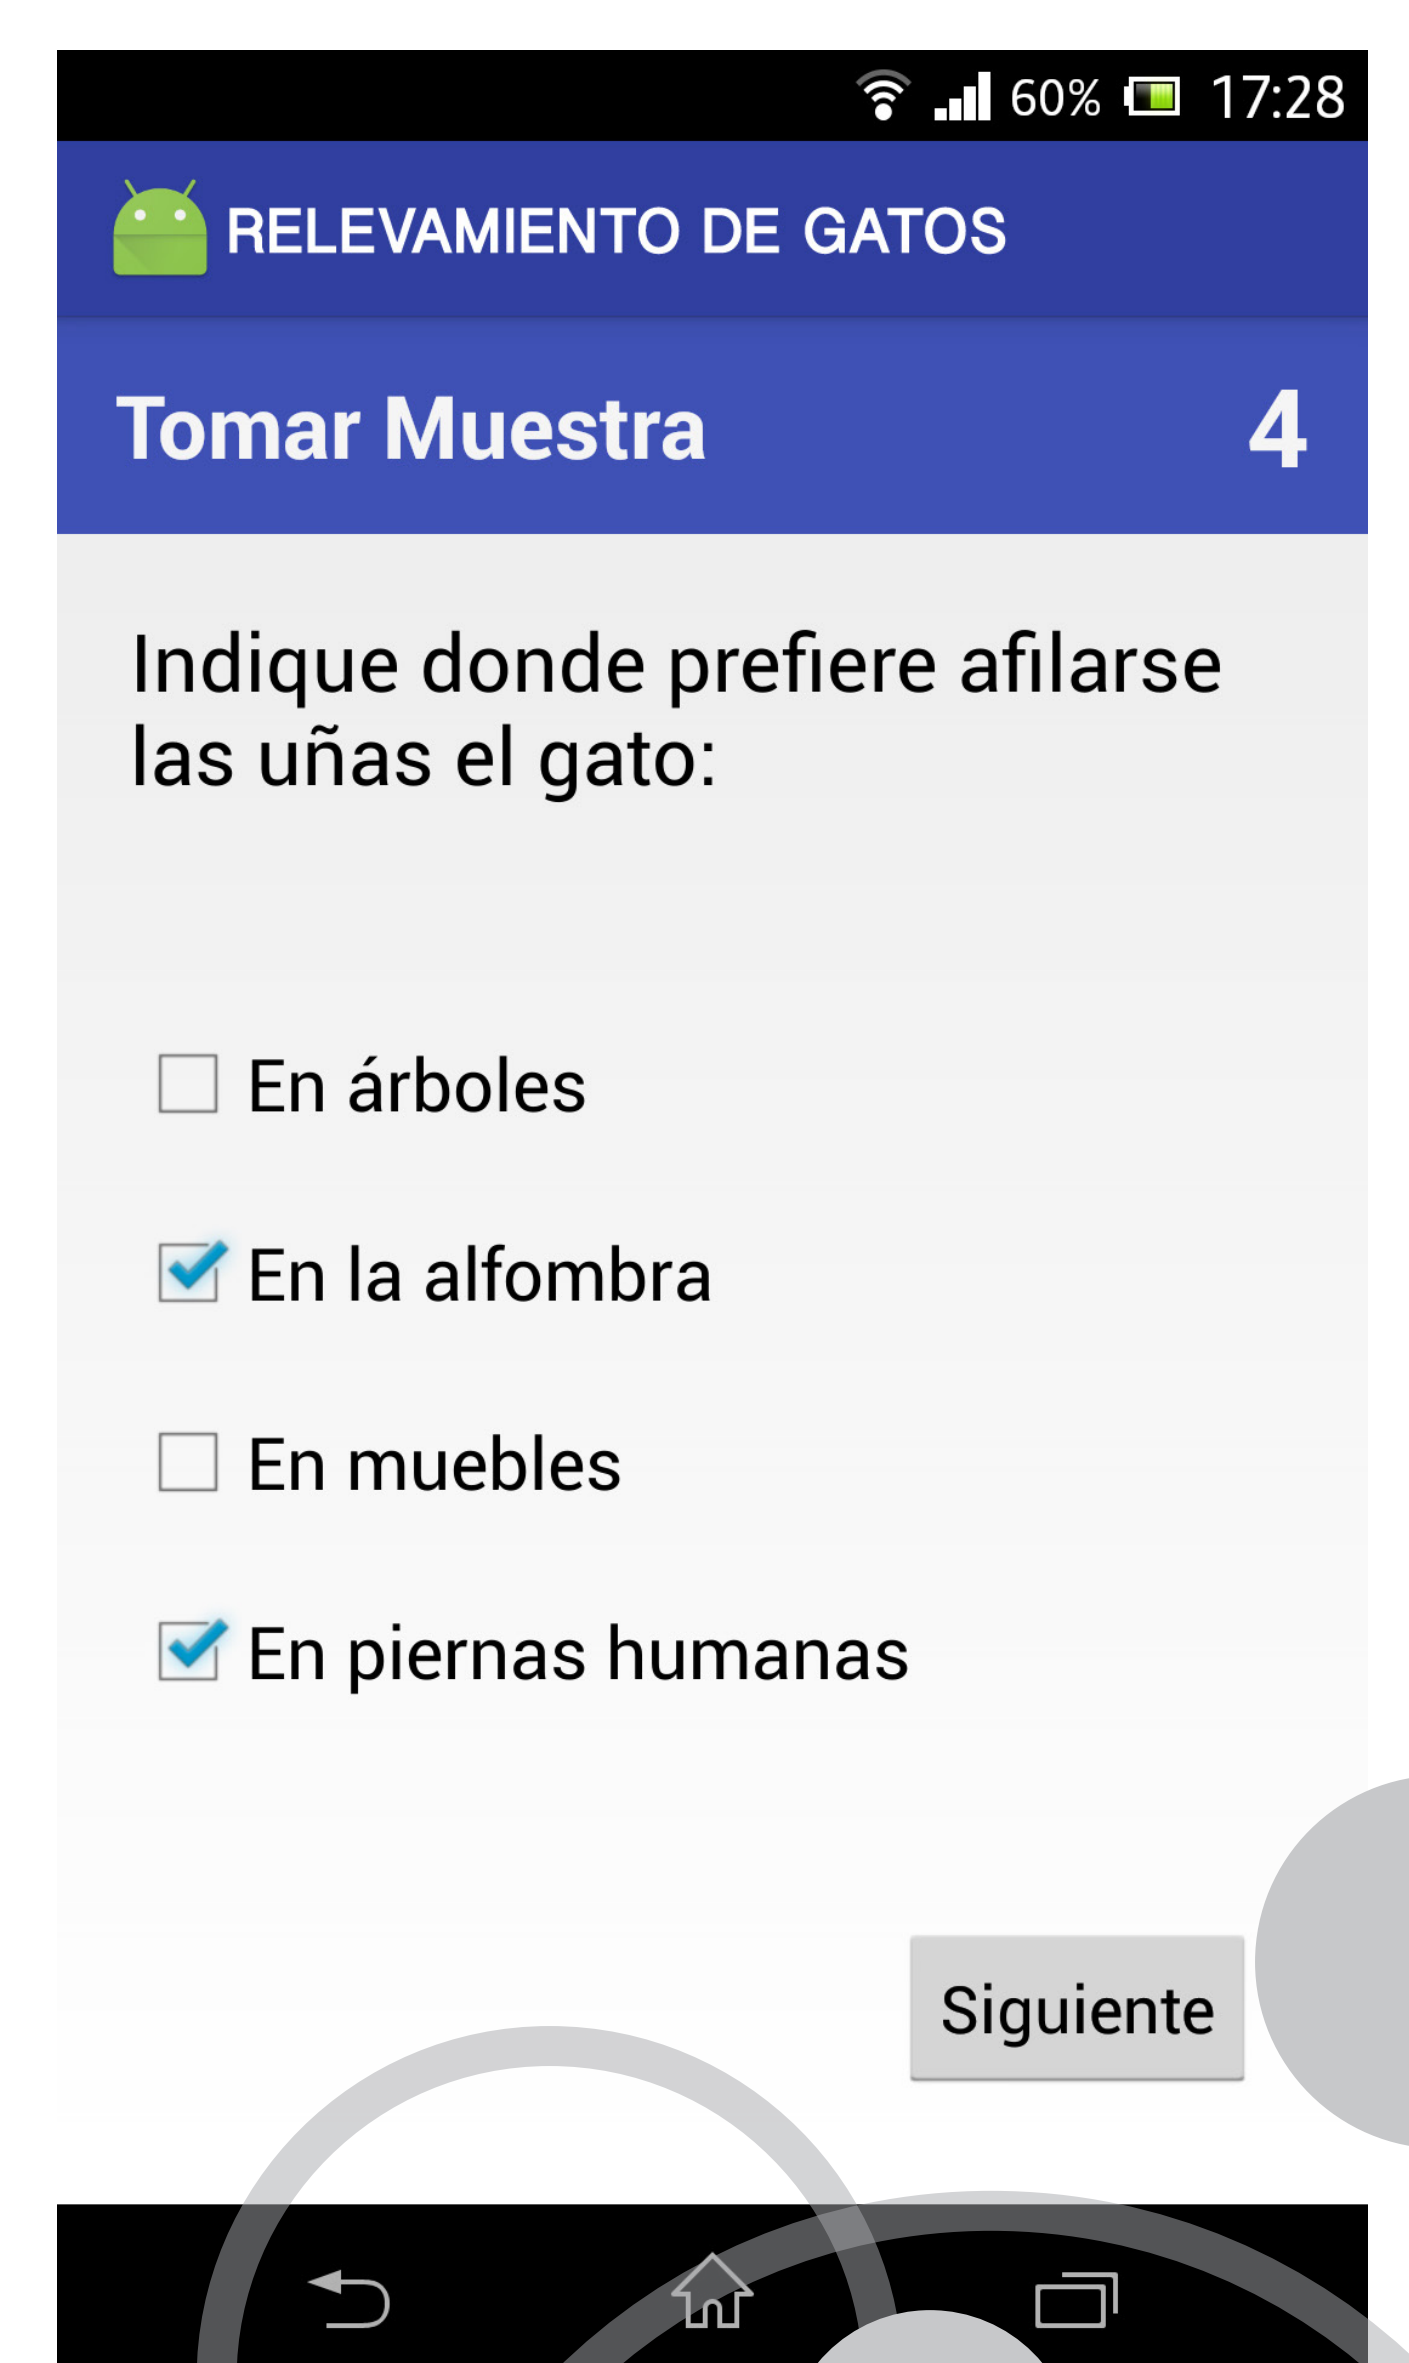 60% 17:28
RELEVAMIENTO DE GATOS
Tomar Muestra 4
Indique donde prefiere afilarse
las uñas el gato:
En árboles
En la alfombra
En muebles
En piernas humanas
Siguiente